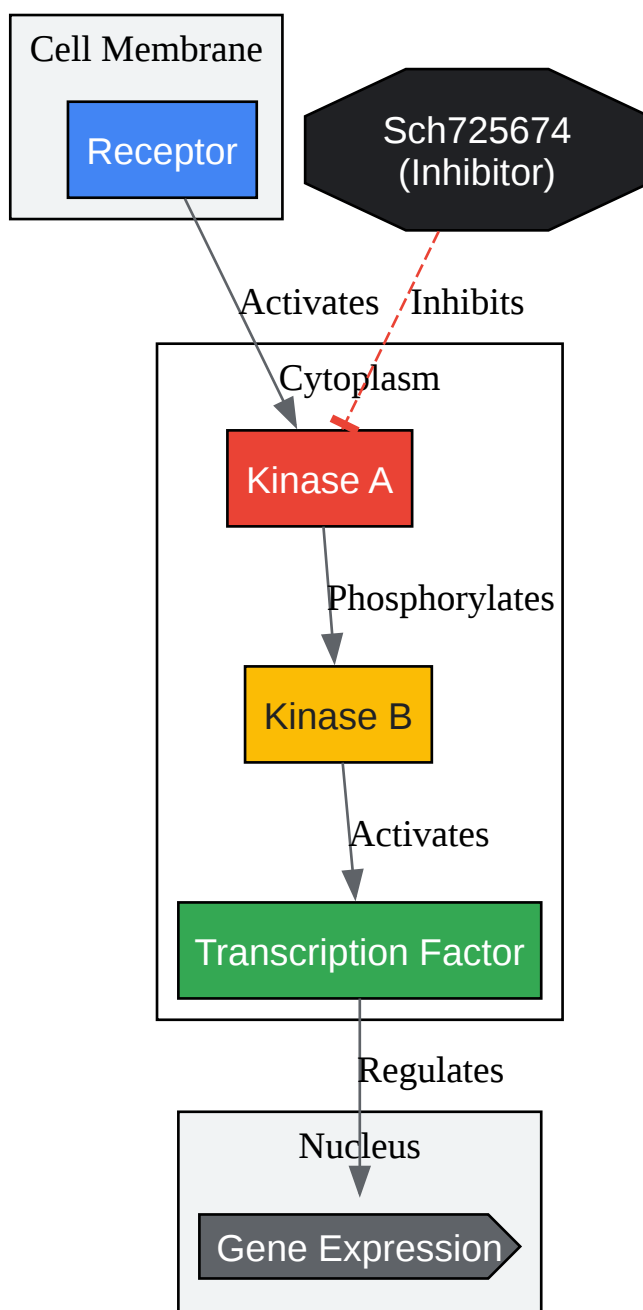 Cell Membrane
Receptor
Sch725674
(Inhibitor)
Activates
Inhibits
Cytoplasm
Kinase A
Phosphorylates
Kinase B
Activates
Transcription Factor
Regulates
Nucleus
Gene Expression